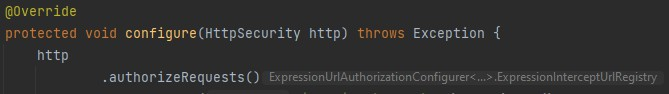 @Override
protected void configure(HttpSecurity http) throws Exception {
http
.authorizeRequests() ExpressionUrlAuthorizationConfigurer<...>.ExpressionInterceptUrlRegistry